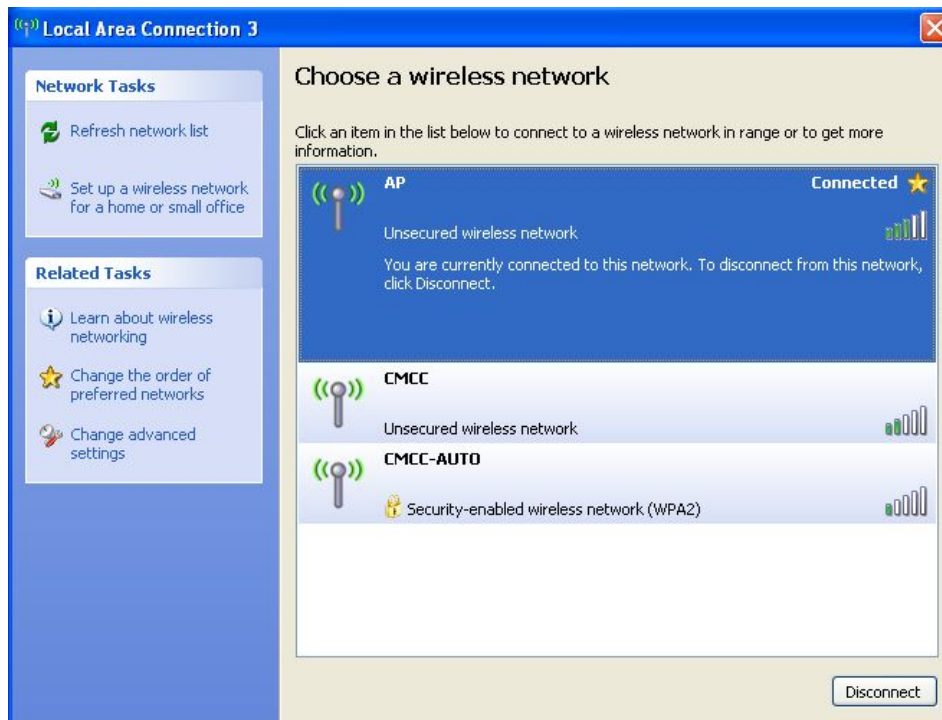 Local Area Connection 3
Network Tasks
Refresh network list
Set up a wireless network
for a home or small office
Related Tasks
Learn about wireless
networking
Change the order of
preferred networks
Change advanced
settings
Choose a wireless network
Click an item in the list below to connect to a wireless network in range or to get more
information.
AP Connected
Unsecured wireless network
You are currently connected to this network. To disconnect from this network,
click Disconnect.
CMCC
Unsecured wireless network
CMCC-AUTO
Security-enabled wireless network (WPA2)
Disconnect